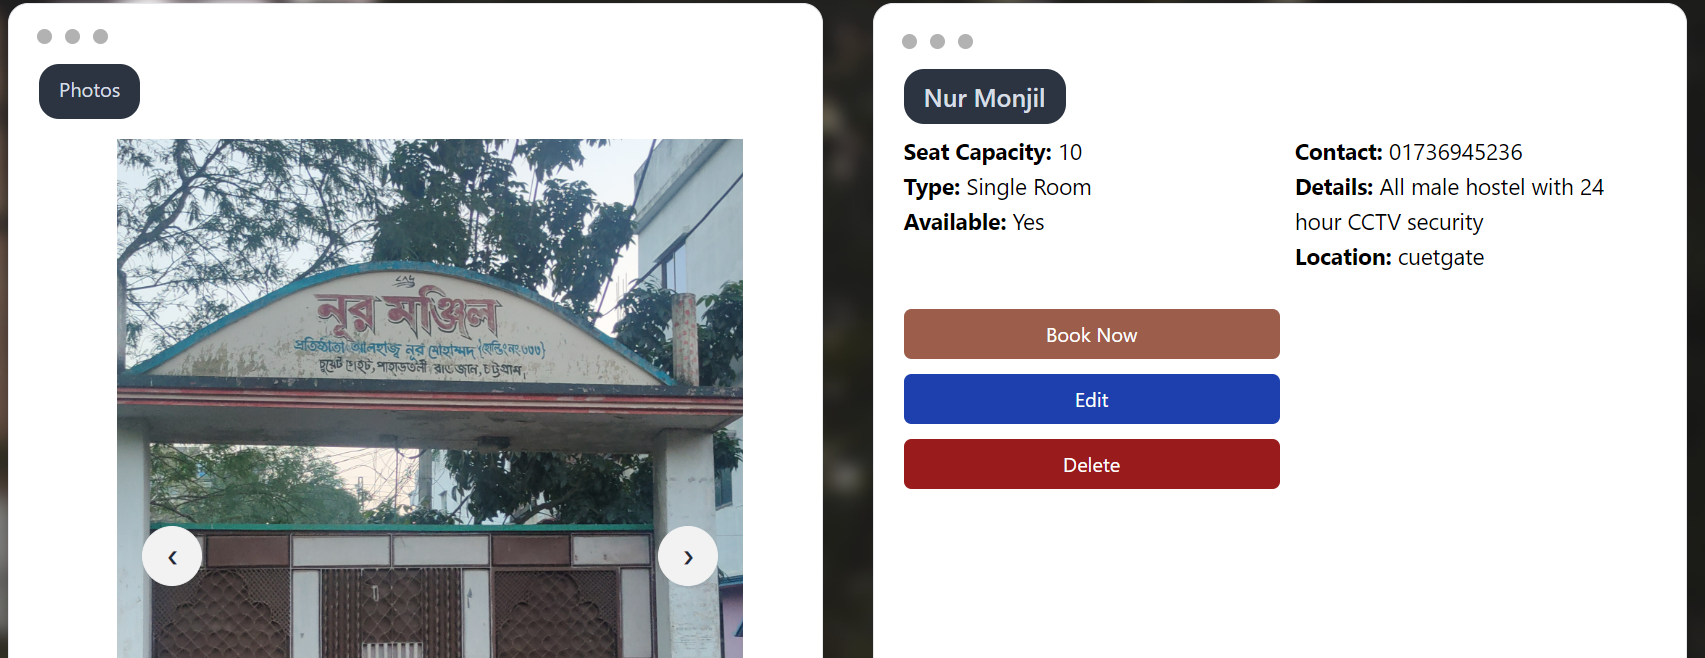 Photos
৭৮৬
নূর মঞ্জিল
প্রতিষ্ঠাতা আলহাজ্ব নূর মোহাম্মদ (হোল্ডিং নং-৩৩৩)
চুয়েট গেইট, পাহাড়তলী, রাউজান, চট্টগ্রাম,
Nur Monjil
Seat Capacity: 10
Type: Single Room
Available: Yes
Contact: 01736945236
Details: All male hostel with 24
hour CCTV security
Location: cuetgate
Book Now
Edit
Delete